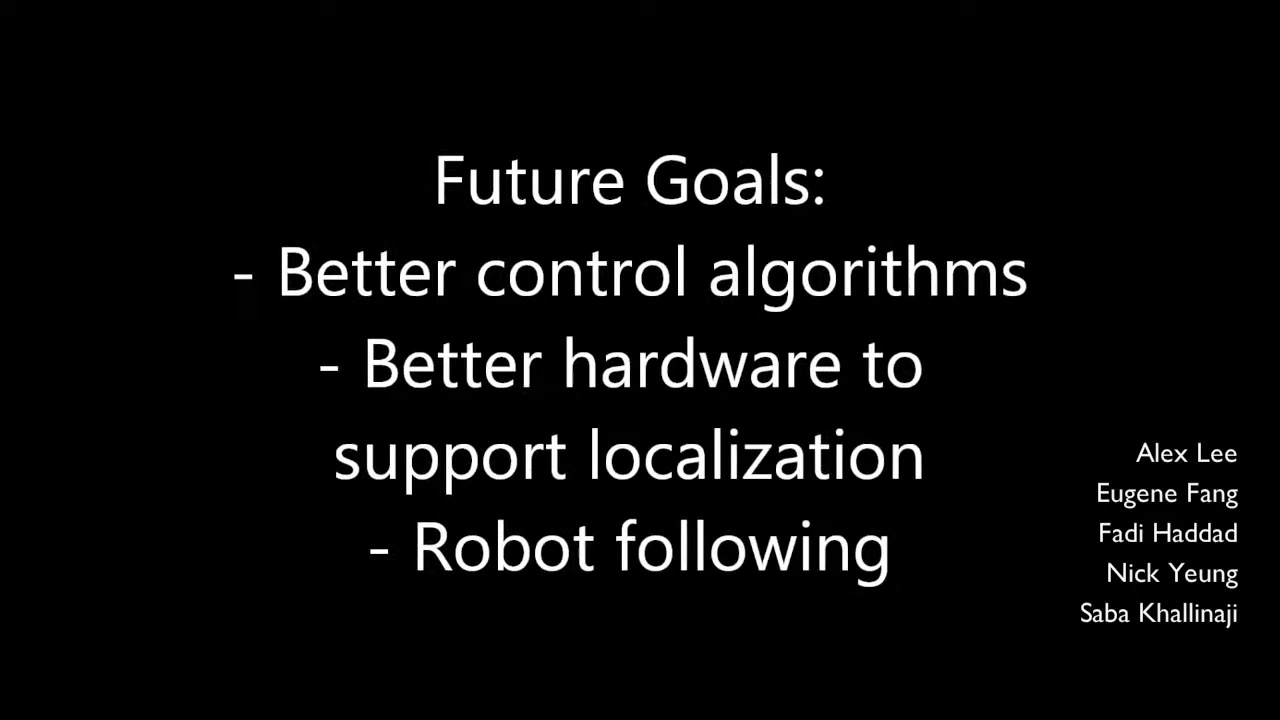 Future Goals:
- Better control algorithms
- Better hardware to
support localization
- Robot following
Alex Lee
Eugene Fang
Fadi Haddad
Nick Yeung
Saba Khallinaji